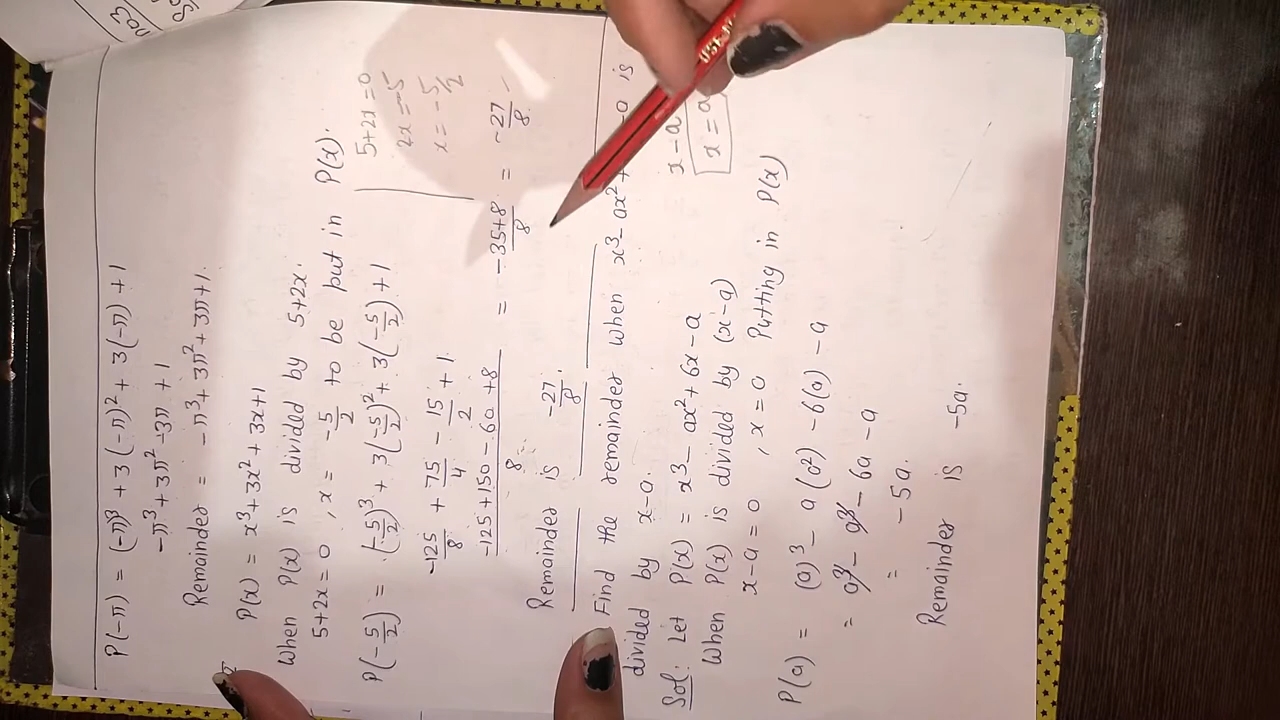 P(-π) = (-π)³ + 3(-π)² + 3(-π) + 1
-π³ + 3π² - 3π + 1
Remainder = -π³ + 3π² + 3π + 1.
P(x) = x³ + 3x² + 3x + 1
When P(x) is divided by 5+2x.
5+2x = 0 , x = -5/2 to be but in P(x).
P(-5/2) = (-5/2)³ + 3(-5/2)² + 3(-5/2) + 1
5+2x = 0
2x = -5
x = -5/2
-125/8 + 75/4 - 15/2 + 1
-125+150-60+8/8 = -35+8/8 = -27/8
Remainder is -27/8.
Find the remainder when x³ - ax² + a is
divided by x-a.
Sol: Let P(x) = x³ - ax² + 6x - a
When P(x) is divided by (x-a)
x-a = 0 , x = 0 Putting in P(x)
x-a
x = a
P(a) = (a)³ - a(a²) - 6(a) - a
= a³ - a³ - 6a - a
= -5a.
Remainder is -5a.
USA